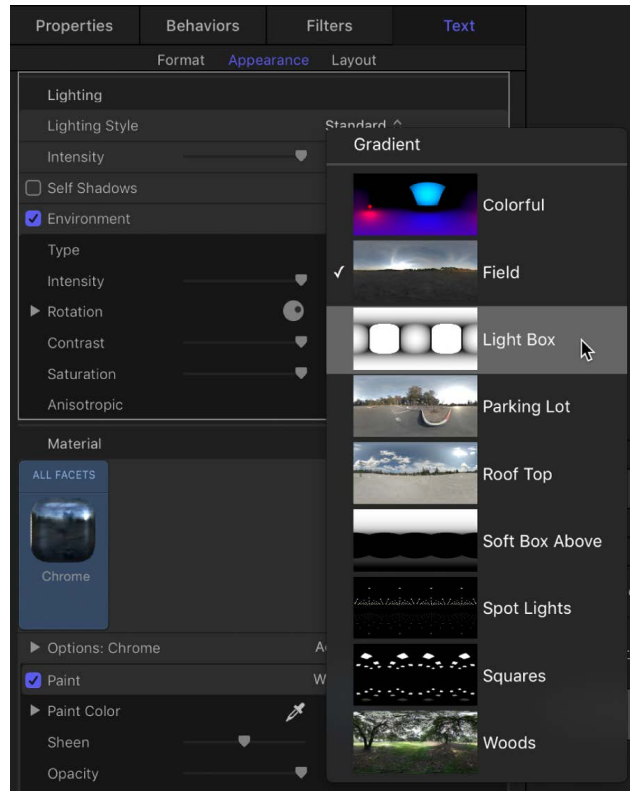 Properties Behaviors Filters Text
Format Appearance Layout
Lighting
Lighting Style Standard
Gradient
Intensity
Self Shadows
Colorful
Environment
Type
Field
Intensity
Rotation
Light Box
Contrast
Saturation
Parking Lot
Anisotropic
Material
ALL FACETS
Roof Top
Soft Box Above
Chrome
Spot Lights
Options: Chrome
Paint
Squares
Paint Color
Sheen
Woods
Opacity